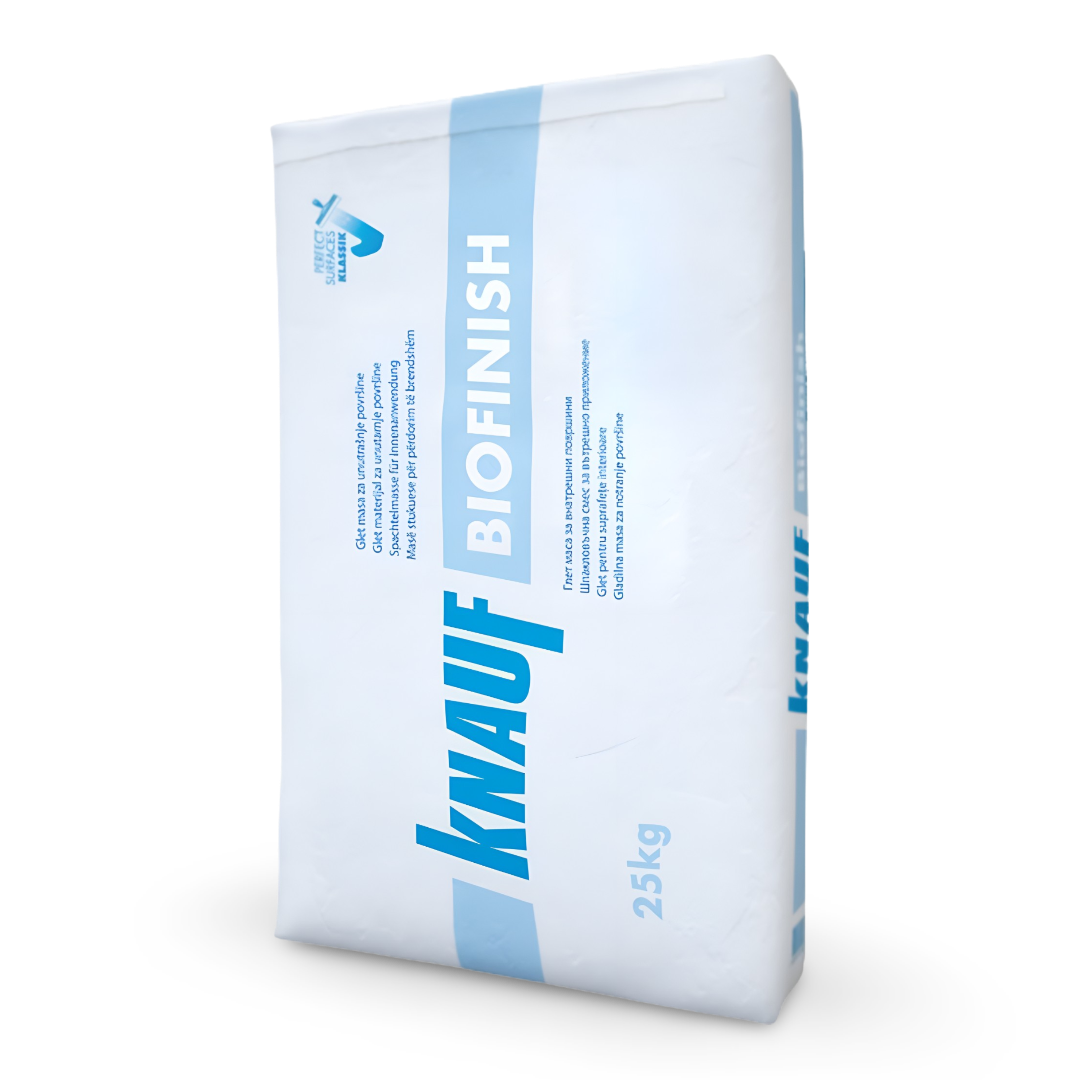 PERFECT
SURFACES
KLASSIK
Glet masa za unutrašnje površine
Glet materijal za unutarnje površine
Spachtelmasse für Innenanwendung
Masë stukuese për përdorim të brendshëm
KNAUF BIOFINISH
Глет маса за внатрешни површини
Шпакловъчна смес за вътрешно приложение
Glet pentru suprafețe interioare
Gladilna masa za notranje površine
25kg
KNAUF
Biofinish